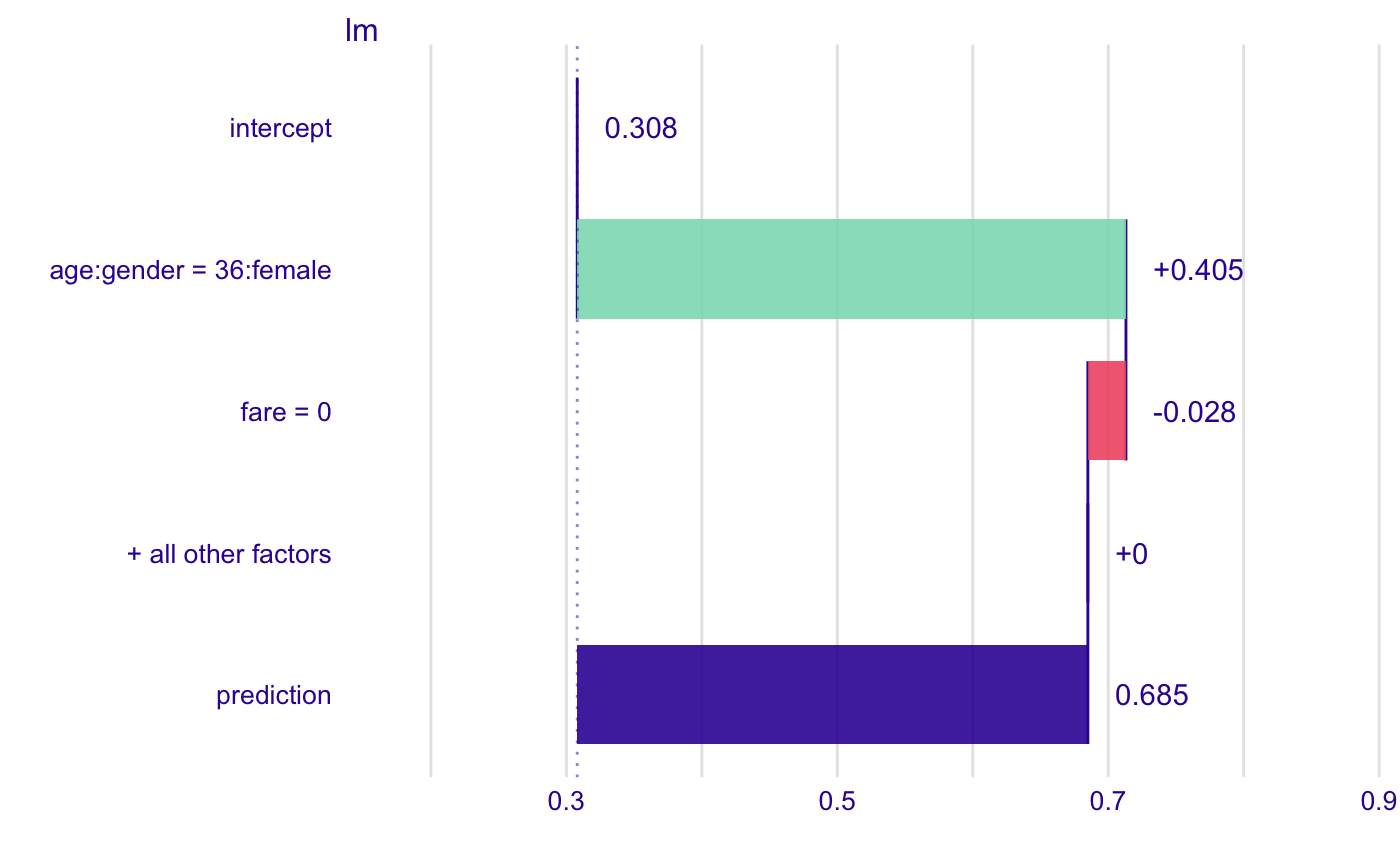 lm
intercept 0.308
age:gender = 36:female +0.405
fare = 0 -0.028
+ all other factors +0
prediction 0.685
0.3 0.5 0.7 0.9